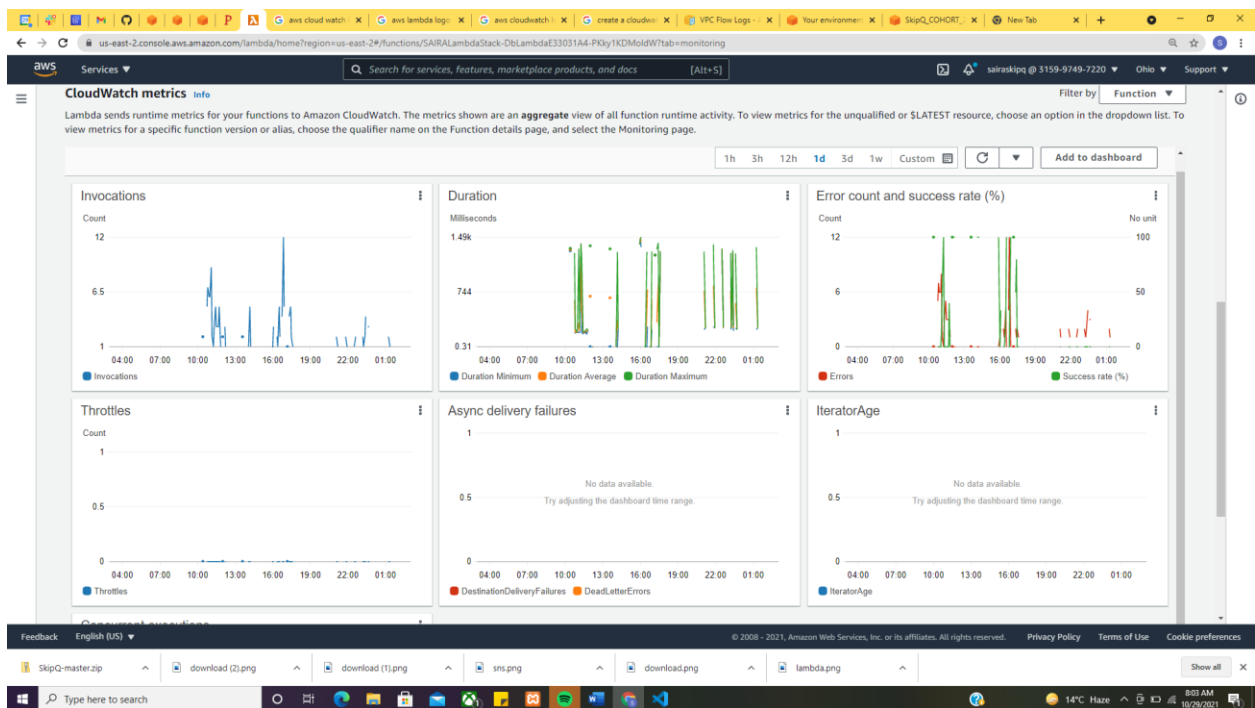 G aws cloud watch
G aws lambda logo
G aws cloudwatch l
G create a cloudwa
VPC Flow Logs - A
Your environmen
SkipQ_COHORT_
New Tab
us-east-2.console.aws.amazon.com/lambda/home?region=us-east-2#/functions/SAIRALambdaStack-DbLambdaE33031A4-PKky1KDMoldW?tab=monitoring
aws Services ▼ Search for services, features, marketplace products, and docs [Alt+S] sairaskipq @ 3159-9749-7220 ▼ Ohio ▼ Support ▼
CloudWatch metrics Info Filter by Function ▼
Lambda sends runtime metrics for your functions to Amazon CloudWatch. The metrics shown are an aggregate view of all function runtime activity. To view metrics for the unqualified or $LATEST resource, choose an option in the dropdown list. To
view metrics for a specific function version or alias, choose the qualifier name on the Function details page, and select the Monitoring page.
1h 3h 12h 1d 3d 1w Custom Add to dashboard
Invocations
Count
12
6.5
1
04:00 07:00 10:00 13:00 16:00 19:00 22:00 01:00
Invocations
Duration
Milliseconds
1.49k
744
0.31
04:00 07:00 10:00 13:00 16:00 19:00 22:00 01:00
Duration Minimum Duration Average Duration Maximum
Error count and success rate (%)
Count No unit
12 100
6 50
0 0
04:00 07:00 10:00 13:00 16:00 19:00 22:00 01:00
Errors Success rate (%)
Throttles
Count
1
0.5
0
04:00 07:00 10:00 13:00 16:00 19:00 22:00 01:00
Throttles
Async delivery failures
1
No data available.
0.5 Try adjusting the dashboard time range.
0
04:00 07:00 10:00 13:00 16:00 19:00 22:00 01:00
DestinationDeliveryFailures DeadLetterErrors
IteratorAge
1
No data available.
0.5 Try adjusting the dashboard time range.
0
04:00 07:00 10:00 13:00 16:00 19:00 22:00 01:00
IteratorAge
Concurrent executions
Feedback English (US) ▼ © 2008 - 2021, Amazon Web Services, Inc. or its affiliates. All rights reserved. Privacy Policy Terms of Use Cookie preferences
SkipQ-master.zip download (2).png download (1).png sns.png download.png lambda.png Show all
Type here to search 14°C Haze 8:03 AM
10/29/2021